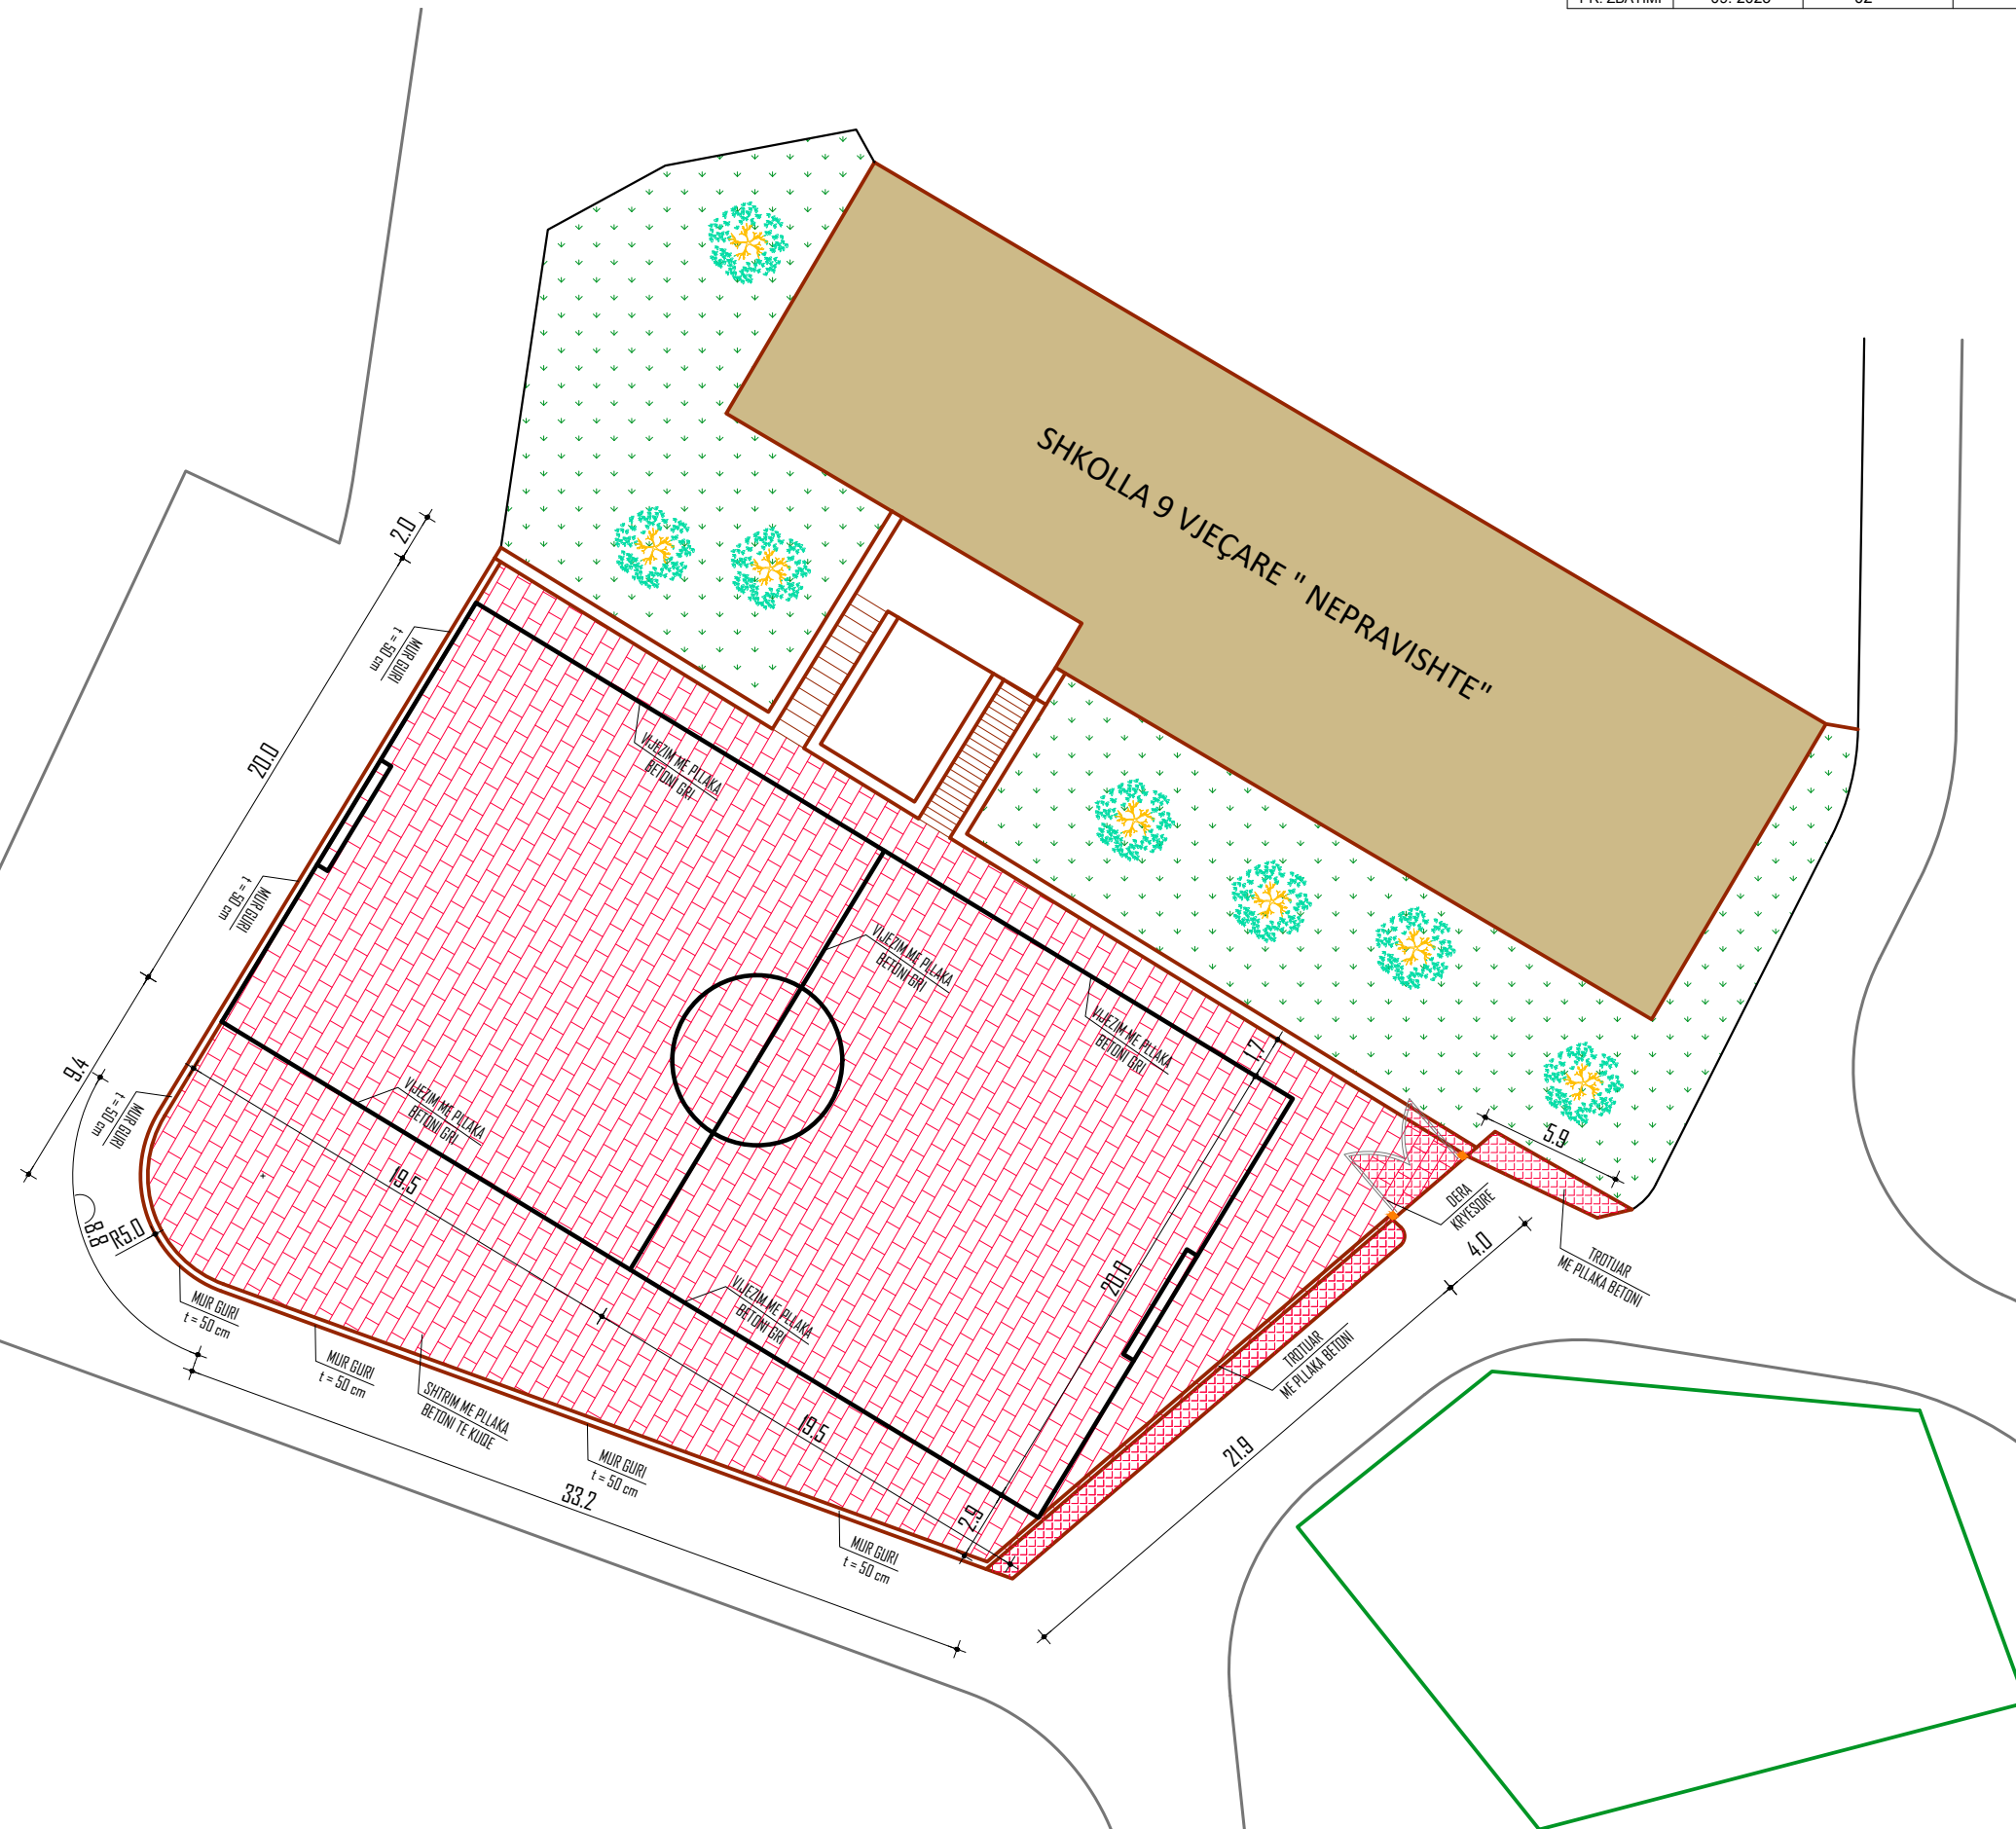 PR. ZBATIMI 09. 2023 02
SHKOLLA 9 VJEÇARE " NEPRAVISHTE"
2.0
MUR GURI
t = 50 cm
20.0
VIJEZIM ME PLLAKA
BETONI GRI
MUR GURI
t = 50 cm
VIJEZIM ME PLLAKA
BETONI GRI
VIJEZIM ME PLLAKA
BETONI GRI
1.7
9.4
MUR GURI
t = 50 cm
VIJEZIM ME PLLAKA
BETONI GRI
19.5
5.9
DERA
KRYESORE
4.0
8.8
R5.0
TROTUAR
ME PLLAKA BETONI
20.0
MUR GURI
t = 50 cm
VIJEZIM ME PLLAKA
BETONI GRI
MUR GURI
t = 50 cm
TROTUAR
ME PLLAKA BETONI
SHTRIM ME PLLAKA
BETONI TE KUQE
19.5
21.9
MUR GURI
t = 50 cm
33.2
2.9
MUR GURI
t = 50 cm